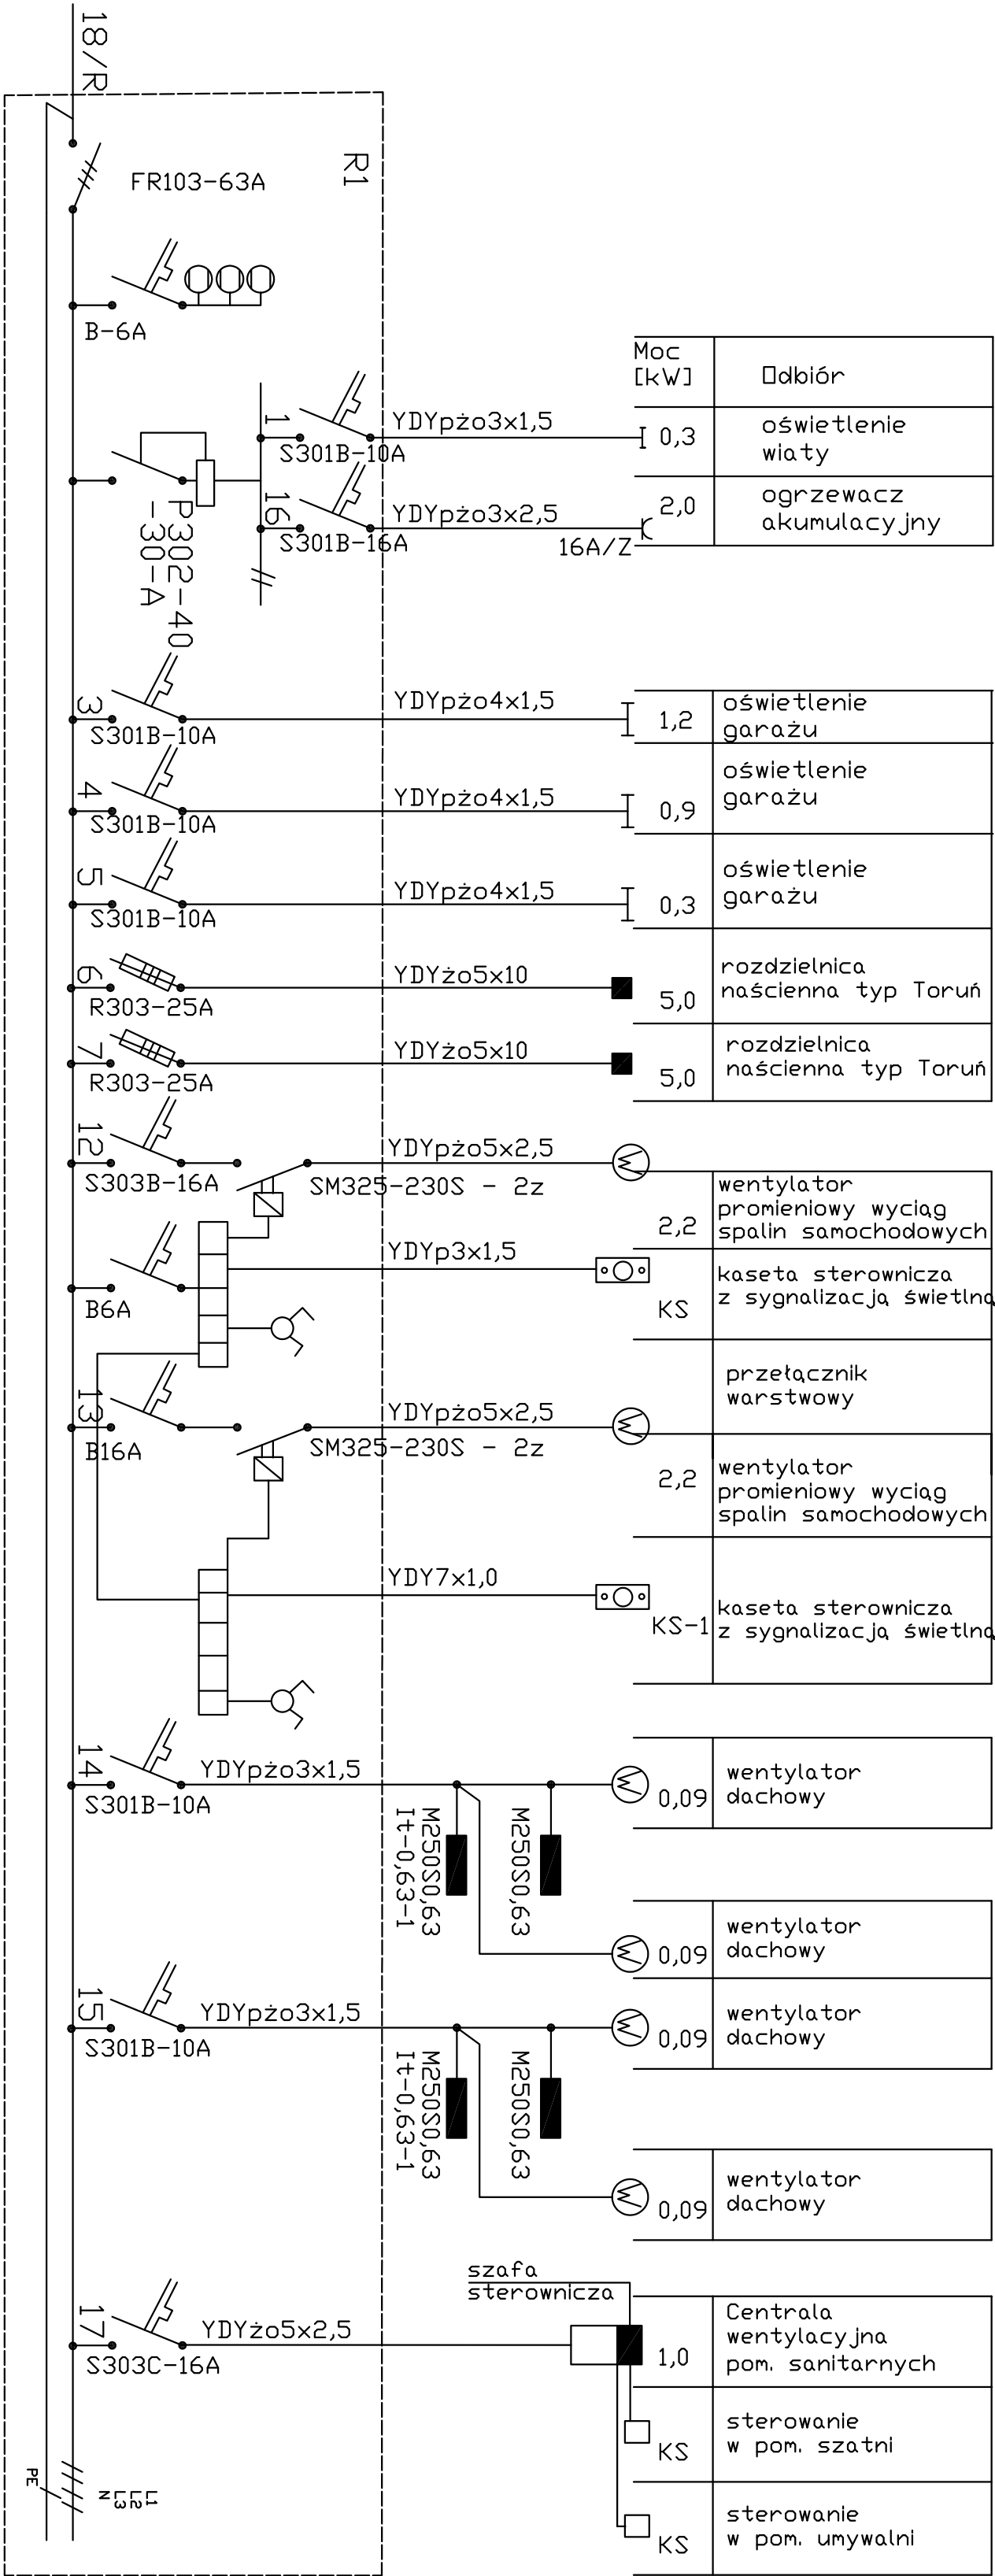 18/R
R1
FR103-63A
B-6A
Moc
[kW]
Odbiór
1
YDYpżo3x1,5
S301B-10A
0,3
oświetlenie
wiaty
16
YDYpżo3x2,5
S301B-16A
16A/Z
2,0
ogrzewacz
akumulacyjny
P302-40
-30-A
3
YDYpżo4x1,5
S301B-10A
1,2
oświetlenie
garażu
4
YDYpżo4x1,5
S301B-10A
0,9
oświetlenie
garażu
5
YDYpżo4x1,5
S301B-10A
0,3
oświetlenie
garażu
6
YDYżo5x10
R303-25A
5,0
rozdzielnica
naścienna typ Toruń
7
YDYżo5x10
R303-25A
5,0
rozdzielnica
naścienna typ Toruń
12
YDYpżo5x2,5
S303B-16A
SM325-230S - 2z
2,2
wentylator
promieniowy wyciąg
spalin samochodowych
YDYp3x1,5
B6A
KS
kaseta sterownicza
z sygnalizacją świetlną
przełącznik
warstwowy
13
YDYpżo5x2,5
B16A
SM325-230S - 2z
2,2
wentylator
promieniowy wyciąg
spalin samochodowych
YDY7x1,0
KS-1
kaseta sterownicza
z sygnalizacją świetlną
14
YDYpżo3x1,5
S301B-10A
0,09
wentylator
dachowy
M250S0,63
It-0,63-1
M250S0,63
0,09
wentylator
dachowy
15
YDYpżo3x1,5
S301B-10A
0,09
wentylator
dachowy
M250S0,63
It-0,63-1
M250S0,63
0,09
wentylator
dachowy
szafa
sterownicza
17
YDYżo5x2,5
S303C-16A
1,0
Centrala
wentylacyjna
pom. sanitarnych
KS
sterowanie
w pom. szatni
KS
sterowanie
w pom. umywalni
L1
L2
L3
N
PE